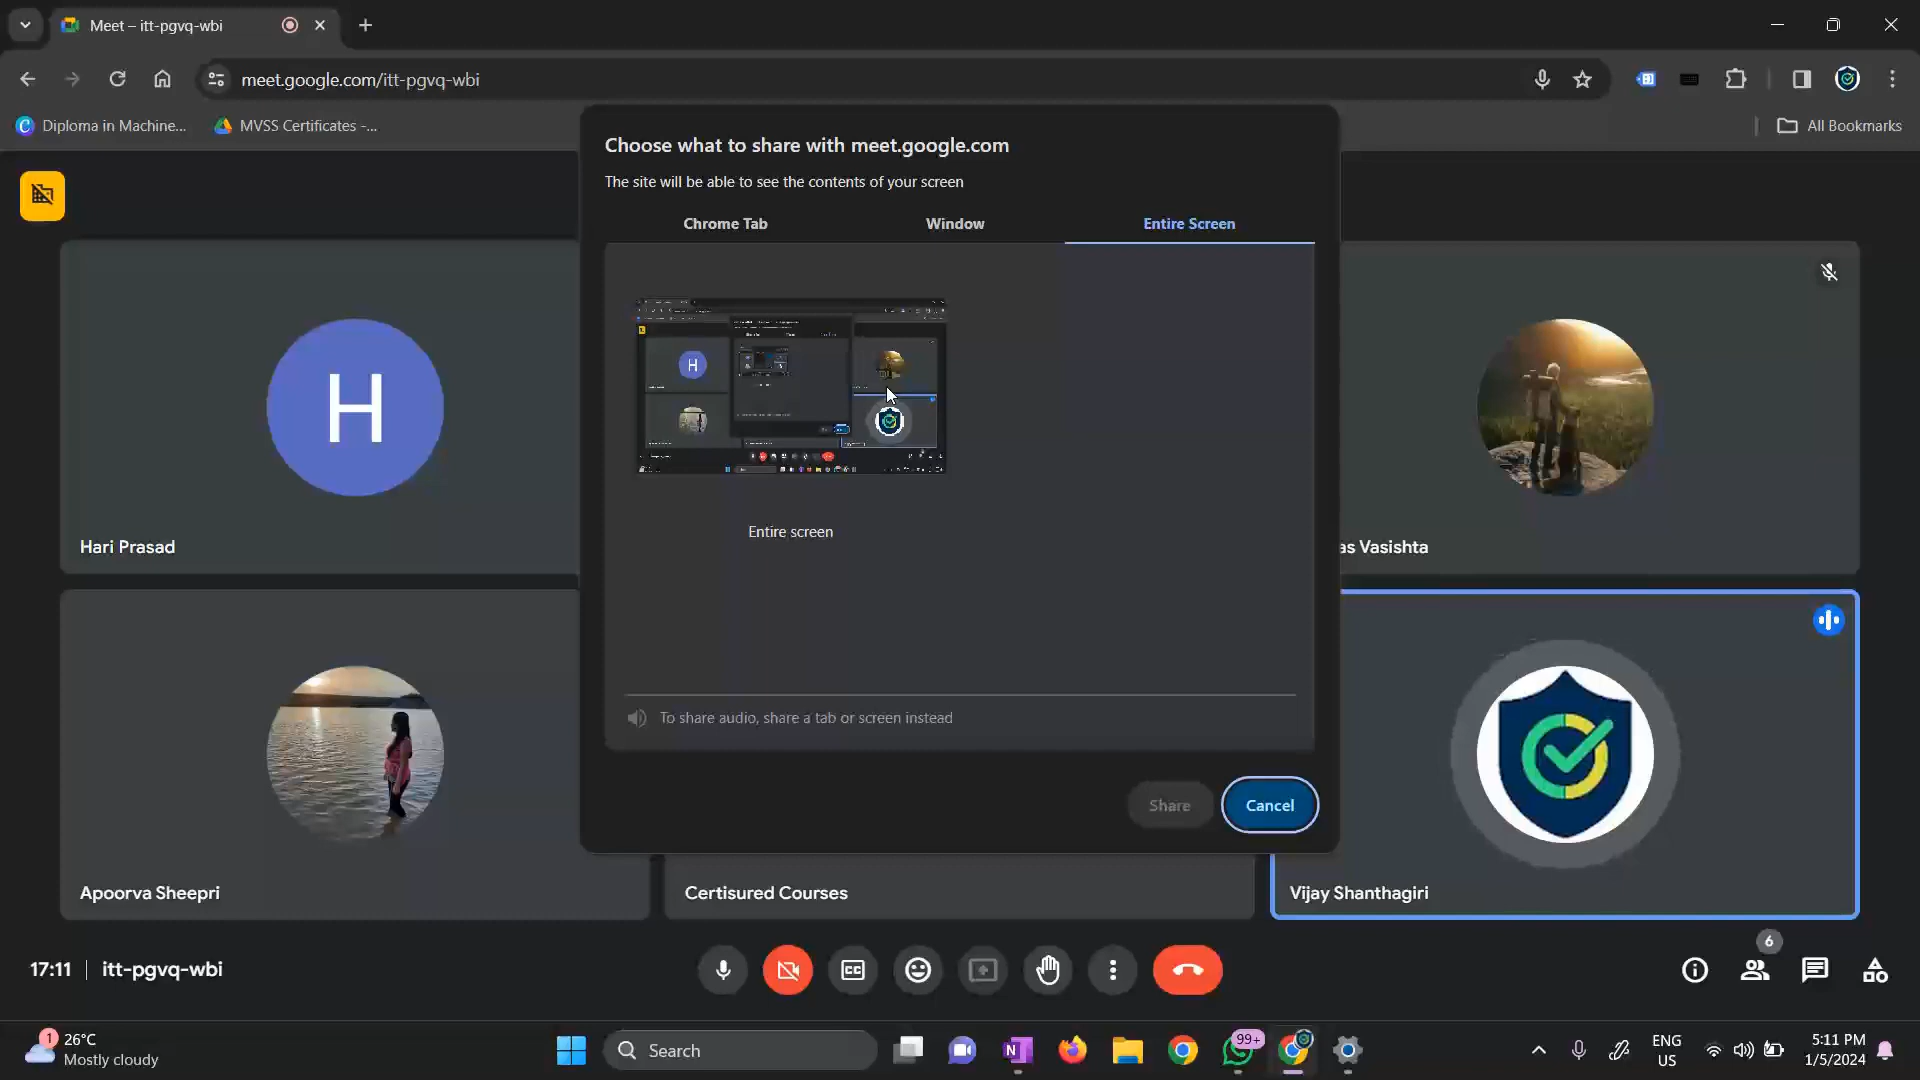 Meet – itt-pgvq-wbi
meet.google.com/itt-pgvq-wbi
Diploma in Machine...
MVSS Certificates -...
All Bookmarks
Choose what to share with meet.google.com
The site will be able to see the contents of your screen
Chrome Tab
Window
Entire Screen
H
H
Entire screen
Hari Prasad
as Vasishta
To share audio, share a tab or screen instead
Share
Cancel
Apoorva Sheepri
Certisured Courses
Vijay Shanthagiri
17:11
itt-pgvq-wbi
CC
6
1
26°C
Mostly cloudy
Search
99+
ENG
US
5:11 PM
1/5/2024